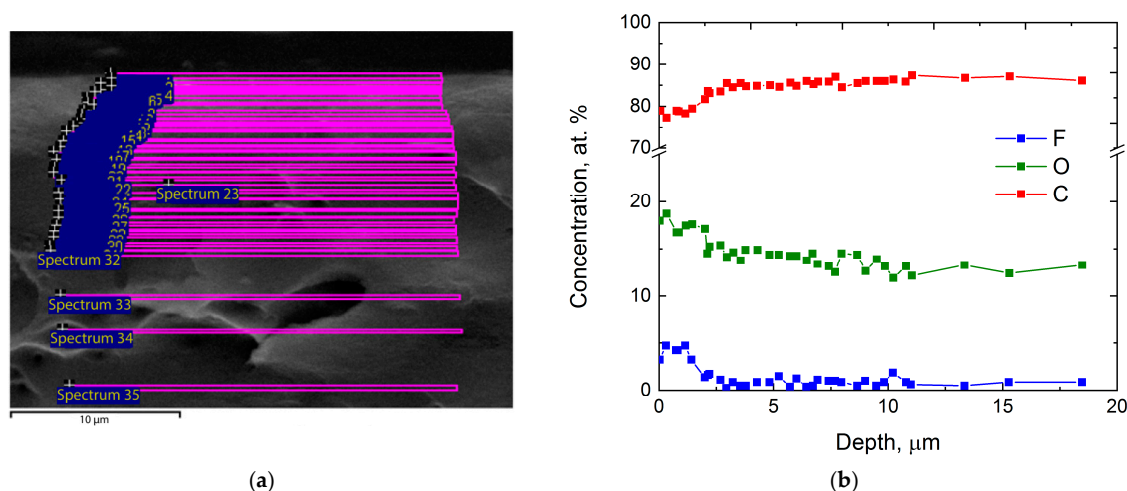 Spectrum 23
Spectrum 32
Spectrum 33
Spectrum 34
Spectrum 35
10 μm
(a)
100
90
80
70
20
10
0
Concentration, at. %
F
O
C
0
5
10
15
20
Depth, μm
(b)